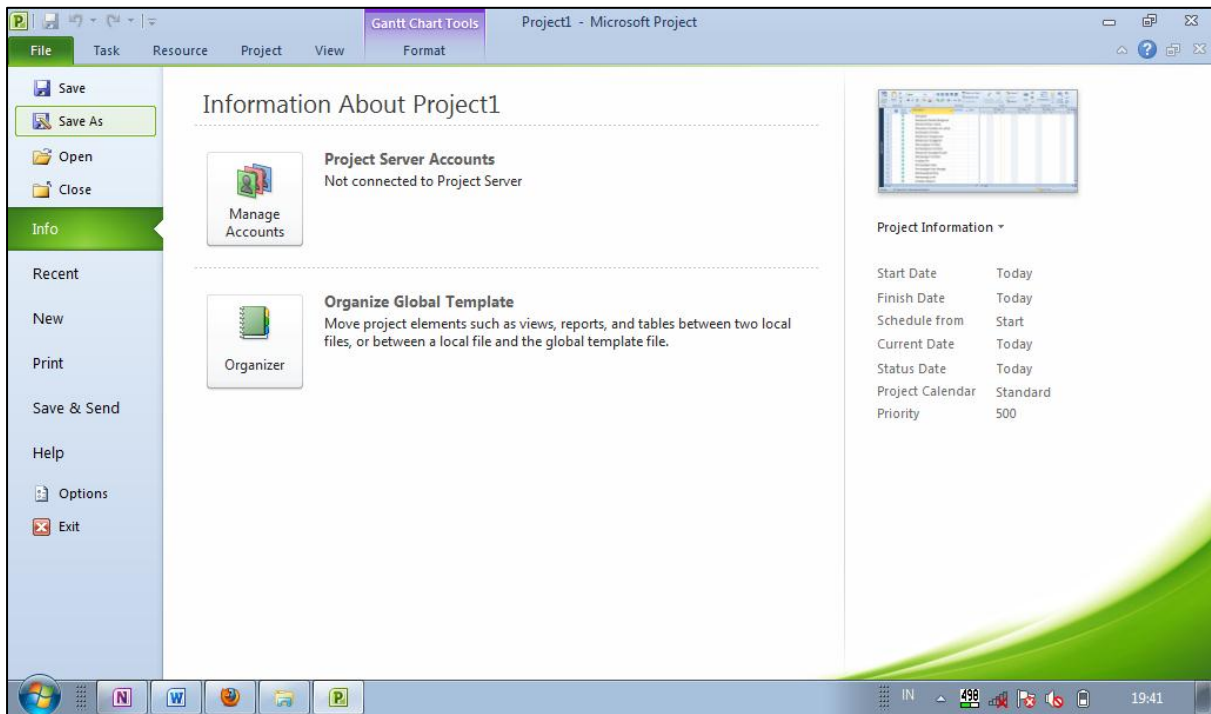 Gantt Chart Tools
Project1 - Microsoft Project
File
Task
Resource
Project
View
Format
Save
Save As
Open
Close
Info
Recent
New
Print
Save & Send
Help
Options
Exit
Information About Project1
Manage
Accounts
Project Server Accounts
Not connected to Project Server
Organizer
Organize Global Template
Move project elements such as views, reports, and tables between two local
files, or between a local file and the global template file.
Project Information
Start Date Today
Finish Date Today
Schedule from Start
Current Date Today
Status Date Today
Project Calendar Standard
Priority 500
IN
498
19:41